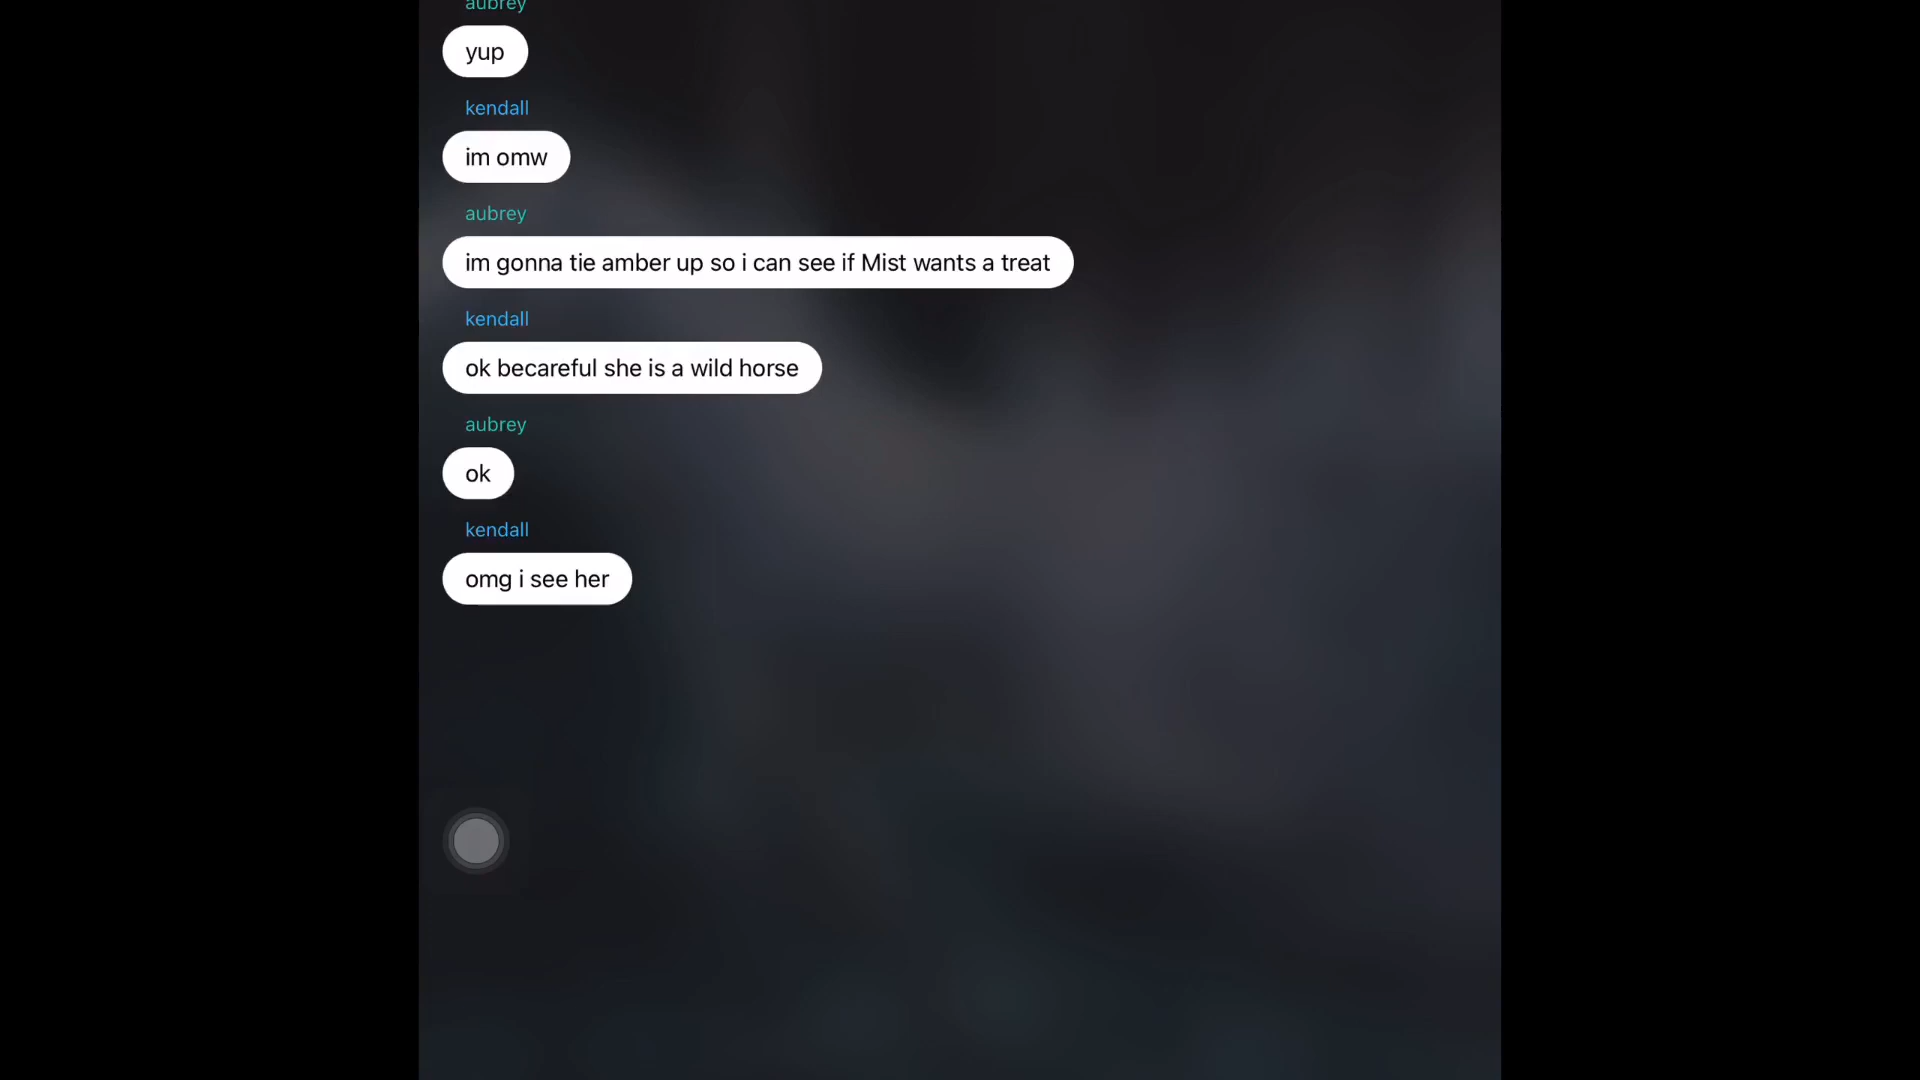 aubrey
yup
kendall
im omw
aubrey
im gonna tie amber up so i can see if Mist wants a treat
kendall
ok becareful she is a wild horse
aubrey
ok
kendall
omg i see her